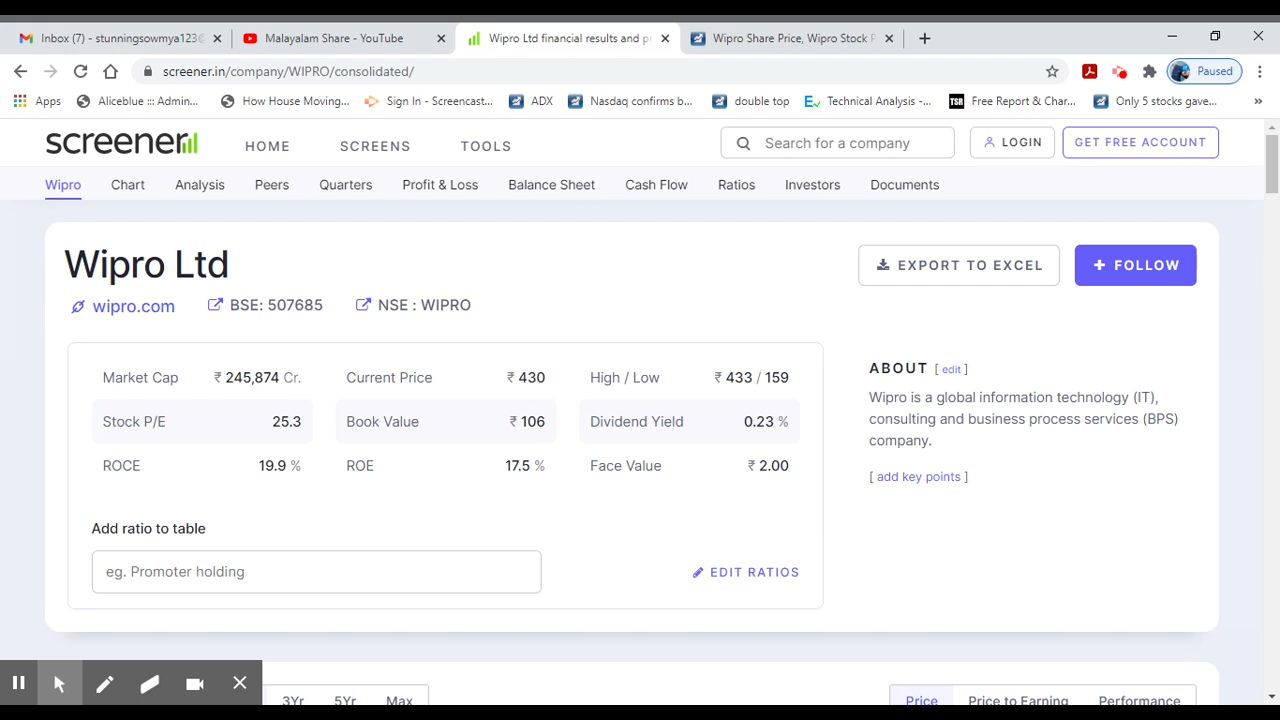 Inbox (7) - stunningsowmya123@
Malayalam Share - YouTube
Wipro Ltd financial results and p
Wipro Share Price, Wipro Stock P
screener.in/company/WIPRO/consolidated/
Paused
Apps
Aliceblue ::: Admin...
How House Moving...
Sign In - Screencast...
ADX
Nasdaq confirms b...
double top
Technical Analysis -...
TSR Free Report & Char...
Only 5 stocks gave...
»
screener
HOME
SCREENS
TOOLS
Search for a company
LOGIN
GET FREE ACCOUNT
Wipro Chart Analysis Peers Quarters Profit & Loss Balance Sheet Cash Flow Ratios Investors Documents
Wipro Ltd
EXPORT TO EXCEL
+ FOLLOW
wipro.com BSE: 507685 NSE : WIPRO
Market Cap ₹ 245,874 Cr. Current Price ₹ 430 High / Low ₹ 433 / 159
Stock P/E 25.3 Book Value ₹ 106 Dividend Yield 0.23 %
ROCE 19.9 % ROE 17.5 % Face Value ₹ 2.00
Add ratio to table
eg. Promoter holding
EDIT RATIOS
ABOUT [ edit ]
Wipro is a global information technology (IT),
consulting and business process services (BPS)
company.
[ add key points ]
3Yr 5Yr Max
Price Price to Earning Performance